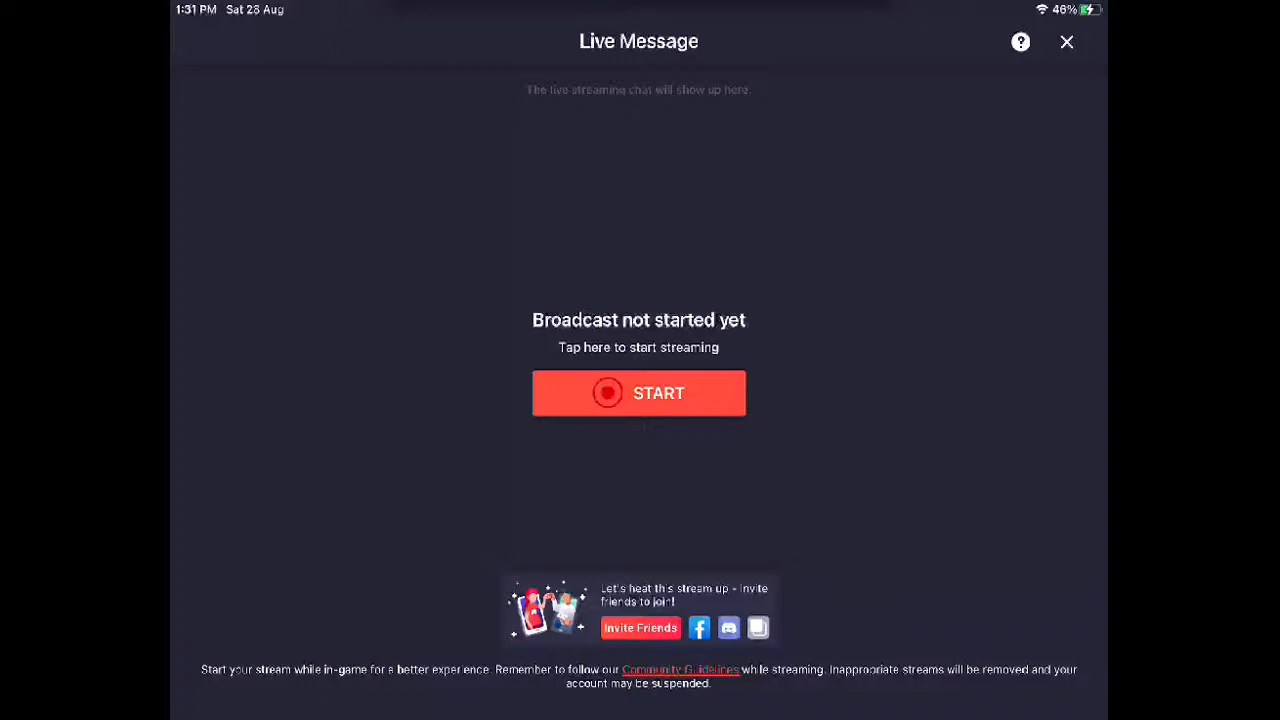 1:31 PM Sat 28 Aug
46%
Live Message
?
The live streaming chat will show up here.
Broadcast not started yet
Tap here to start streaming
START
Let's heat this stream up - Invite
friends to join!
Invite Friends
Start your stream while in-game for a better experience. Remember to follow our Community Guidelines while streaming. Inappropriate streams will be removed and your
account may be suspended.